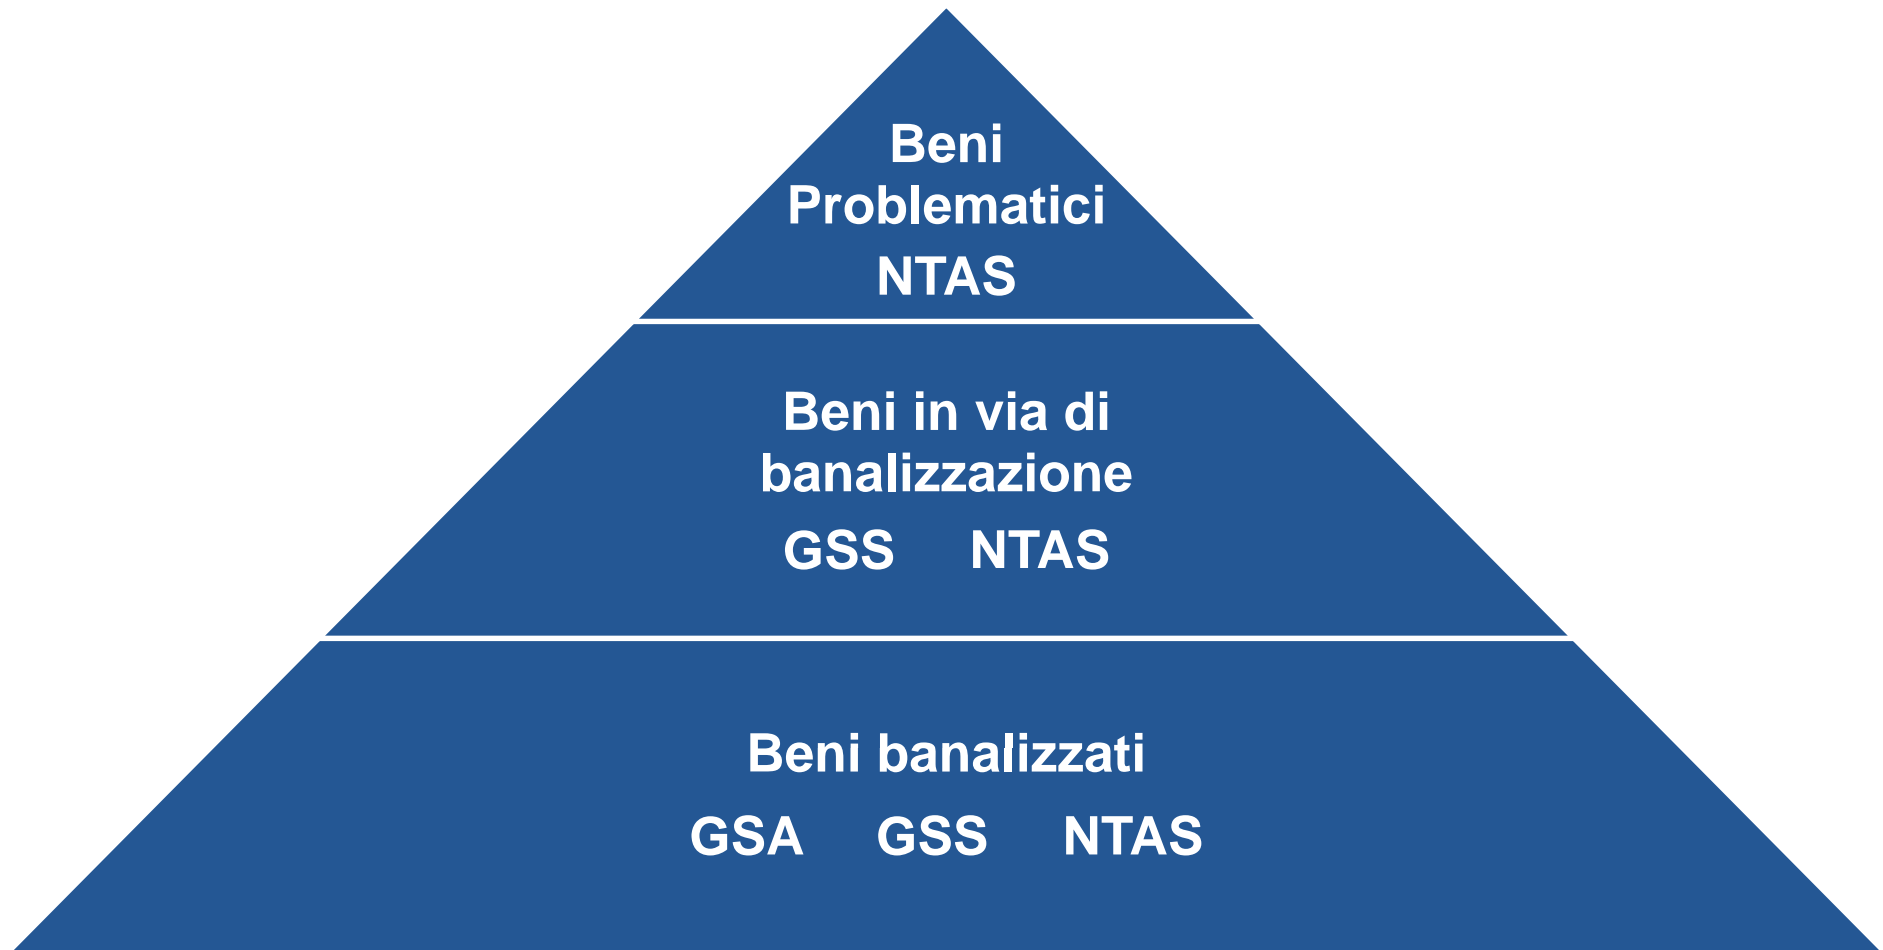 Beni
Problematici
NTAS
Beni in via di
banalizzazione
GSS NTAS
Beni banalizzati
GSA GSS NTAS